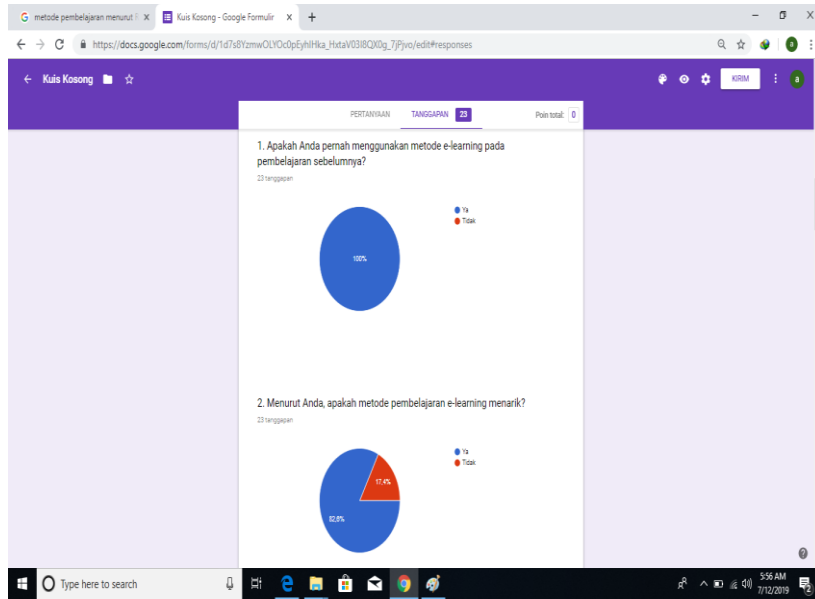 metode pembelajaran menurut
Kuis Kosong - Google Formulir
https://docs.google.com/forms/d/1d7s8YzmwOLYOc0pEyhIHka_HxtaV03I8QX0g_7jPjvo/edit#responses
Kuis Kosong
KIRIM
a
PERTANYAAN TANGGAPAN 23 Poin total: 0
1. Apakah Anda pernah menggunakan metode e-learning pada
pembelajaran sebelumnya?
23 tanggapan
Ya
Tidak
100%
2. Menurut Anda, apakah metode pembelajaran e-learning menarik?
23 tanggapan
Ya
Tidak
17,4%
82,6%
Type here to search
5:56 AM
7/12/2019